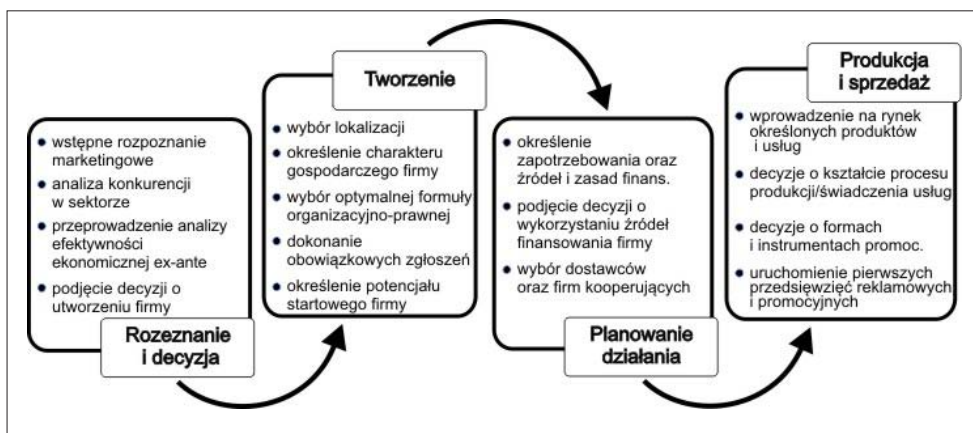 wstępne rozpoznanie
marketingowe
analiza konkurencji
w sektorze
przeprowadzenie analizy
efektywności
ekonomicznej ex-ante
podjęcie decyzji o
utworzeniu firmy
Rozeznanie
i decyzja
Tworzenie
wybór lokalizacji
określenie charakteru
gospodarczego firmy
wybór optymalnej formuły
organizacyjno-prawnej
dokonanie
obowiązkowych zgłoszeń
określenie potencjału
startowego firmy
określenie
zapotrzebowania oraz
źródeł i zasad finans.
podjęcie decyzji o
wykorzystaniu źródeł
finansowania firmy
wybór dostawców
oraz firm kooperujących
Planowanie
działania
Produkcja
i sprzedaż
wprowadzenie na rynek
określonych produktów
i usług
decyzje o kształcie procesu
produkcji/świadczenia usług
decyzje o formach
i instrumentach promoc.
uruchomienie pierwszych
przedsięwzięć reklamowych
i promocyjnych